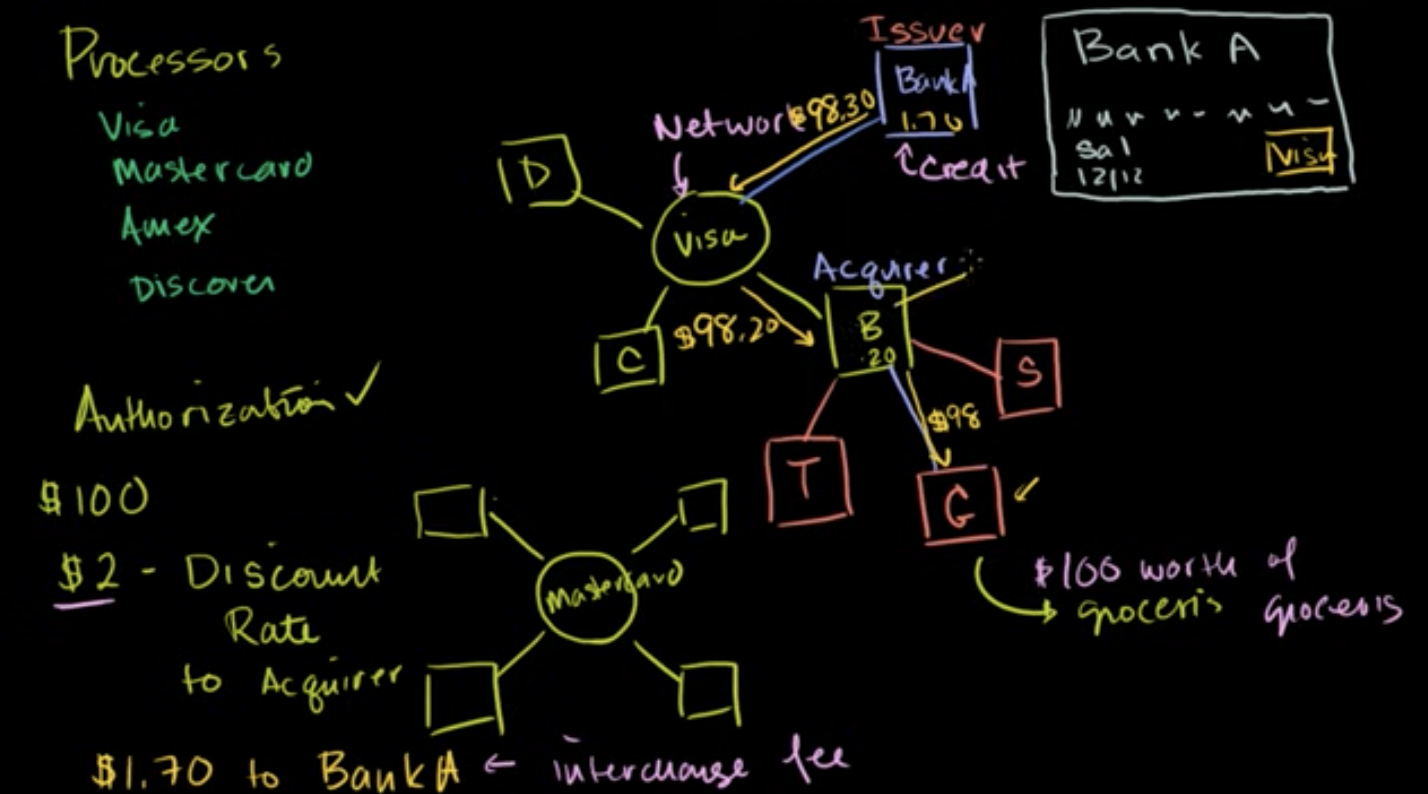 Processors
Visa
Mastercard
Amex
Discover
Authorization ✓
$100
$2 - Discount
Rate
to Acquirer
$1.70 to Bank A ← interchange fee
Issuer
Bank A
1.70
Credit
Network
$98.30
D
Visa
C
$98.20
Acquirer
B
.20
S
T
$98
G
$100 worth of
groceris groceris
Mastercard
Bank A
Sal
12/12
Visa